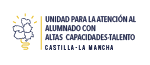 UNIDAD PARA LA ATENCIÓN AL
ALUMNADO CON
ALTAS CAPACIDADES-TALENTO
CASTILLA-LA MANCHA